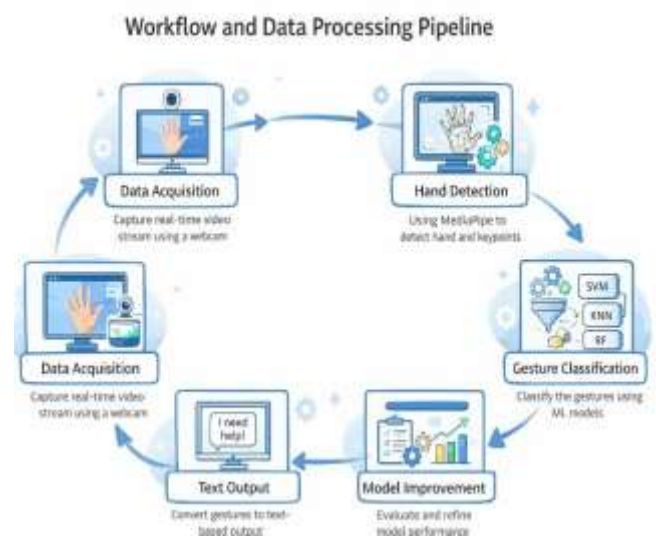 Workflow and Data Processing Pipeline
Data Acquisition
Capture real-time video
stream using a webcam
Hand Detection
Using MediaPipe to
detect hand and keypoints
SVM
KNN
RF
Gesture Classification
Classify the gestures using
ML models
Model Improvement
Evaluate and refine
model performance
I need
help!
Text Output
Convert gestures to text-
based output
Data Acquisition
Capture real-time video
stream using a webcam